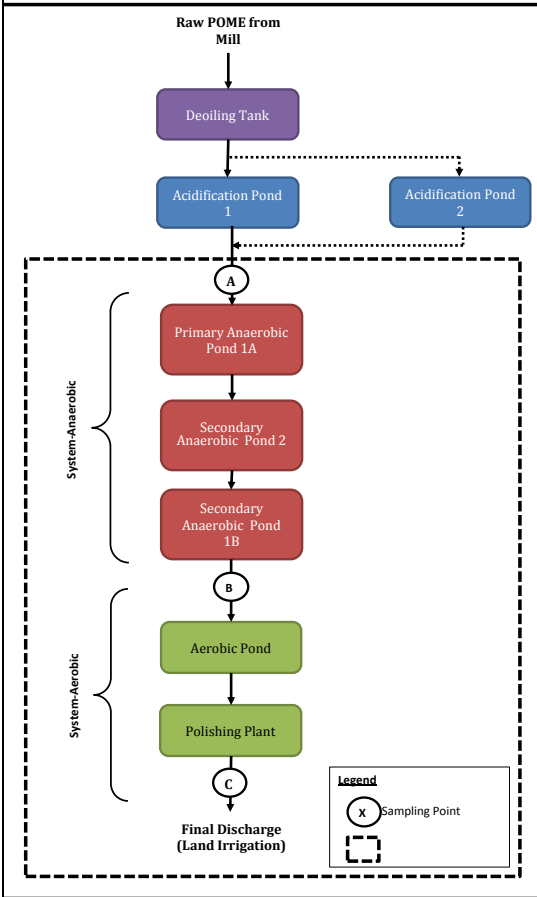 Raw POME from
Mill
Deoiling Tank
Acidification Pond
1
Acidification Pond
2
A
Primary Anaerobic
Pond 1A
Secondary
Anaerobic Pond 2
Secondary
Anaerobic Pond
1B
System-Anaerobic
B
Aerobic Pond
Polishing Plant
System-Aerobic
C
Final Discharge
(Land Irrigation)
Legend
X Sampling Point